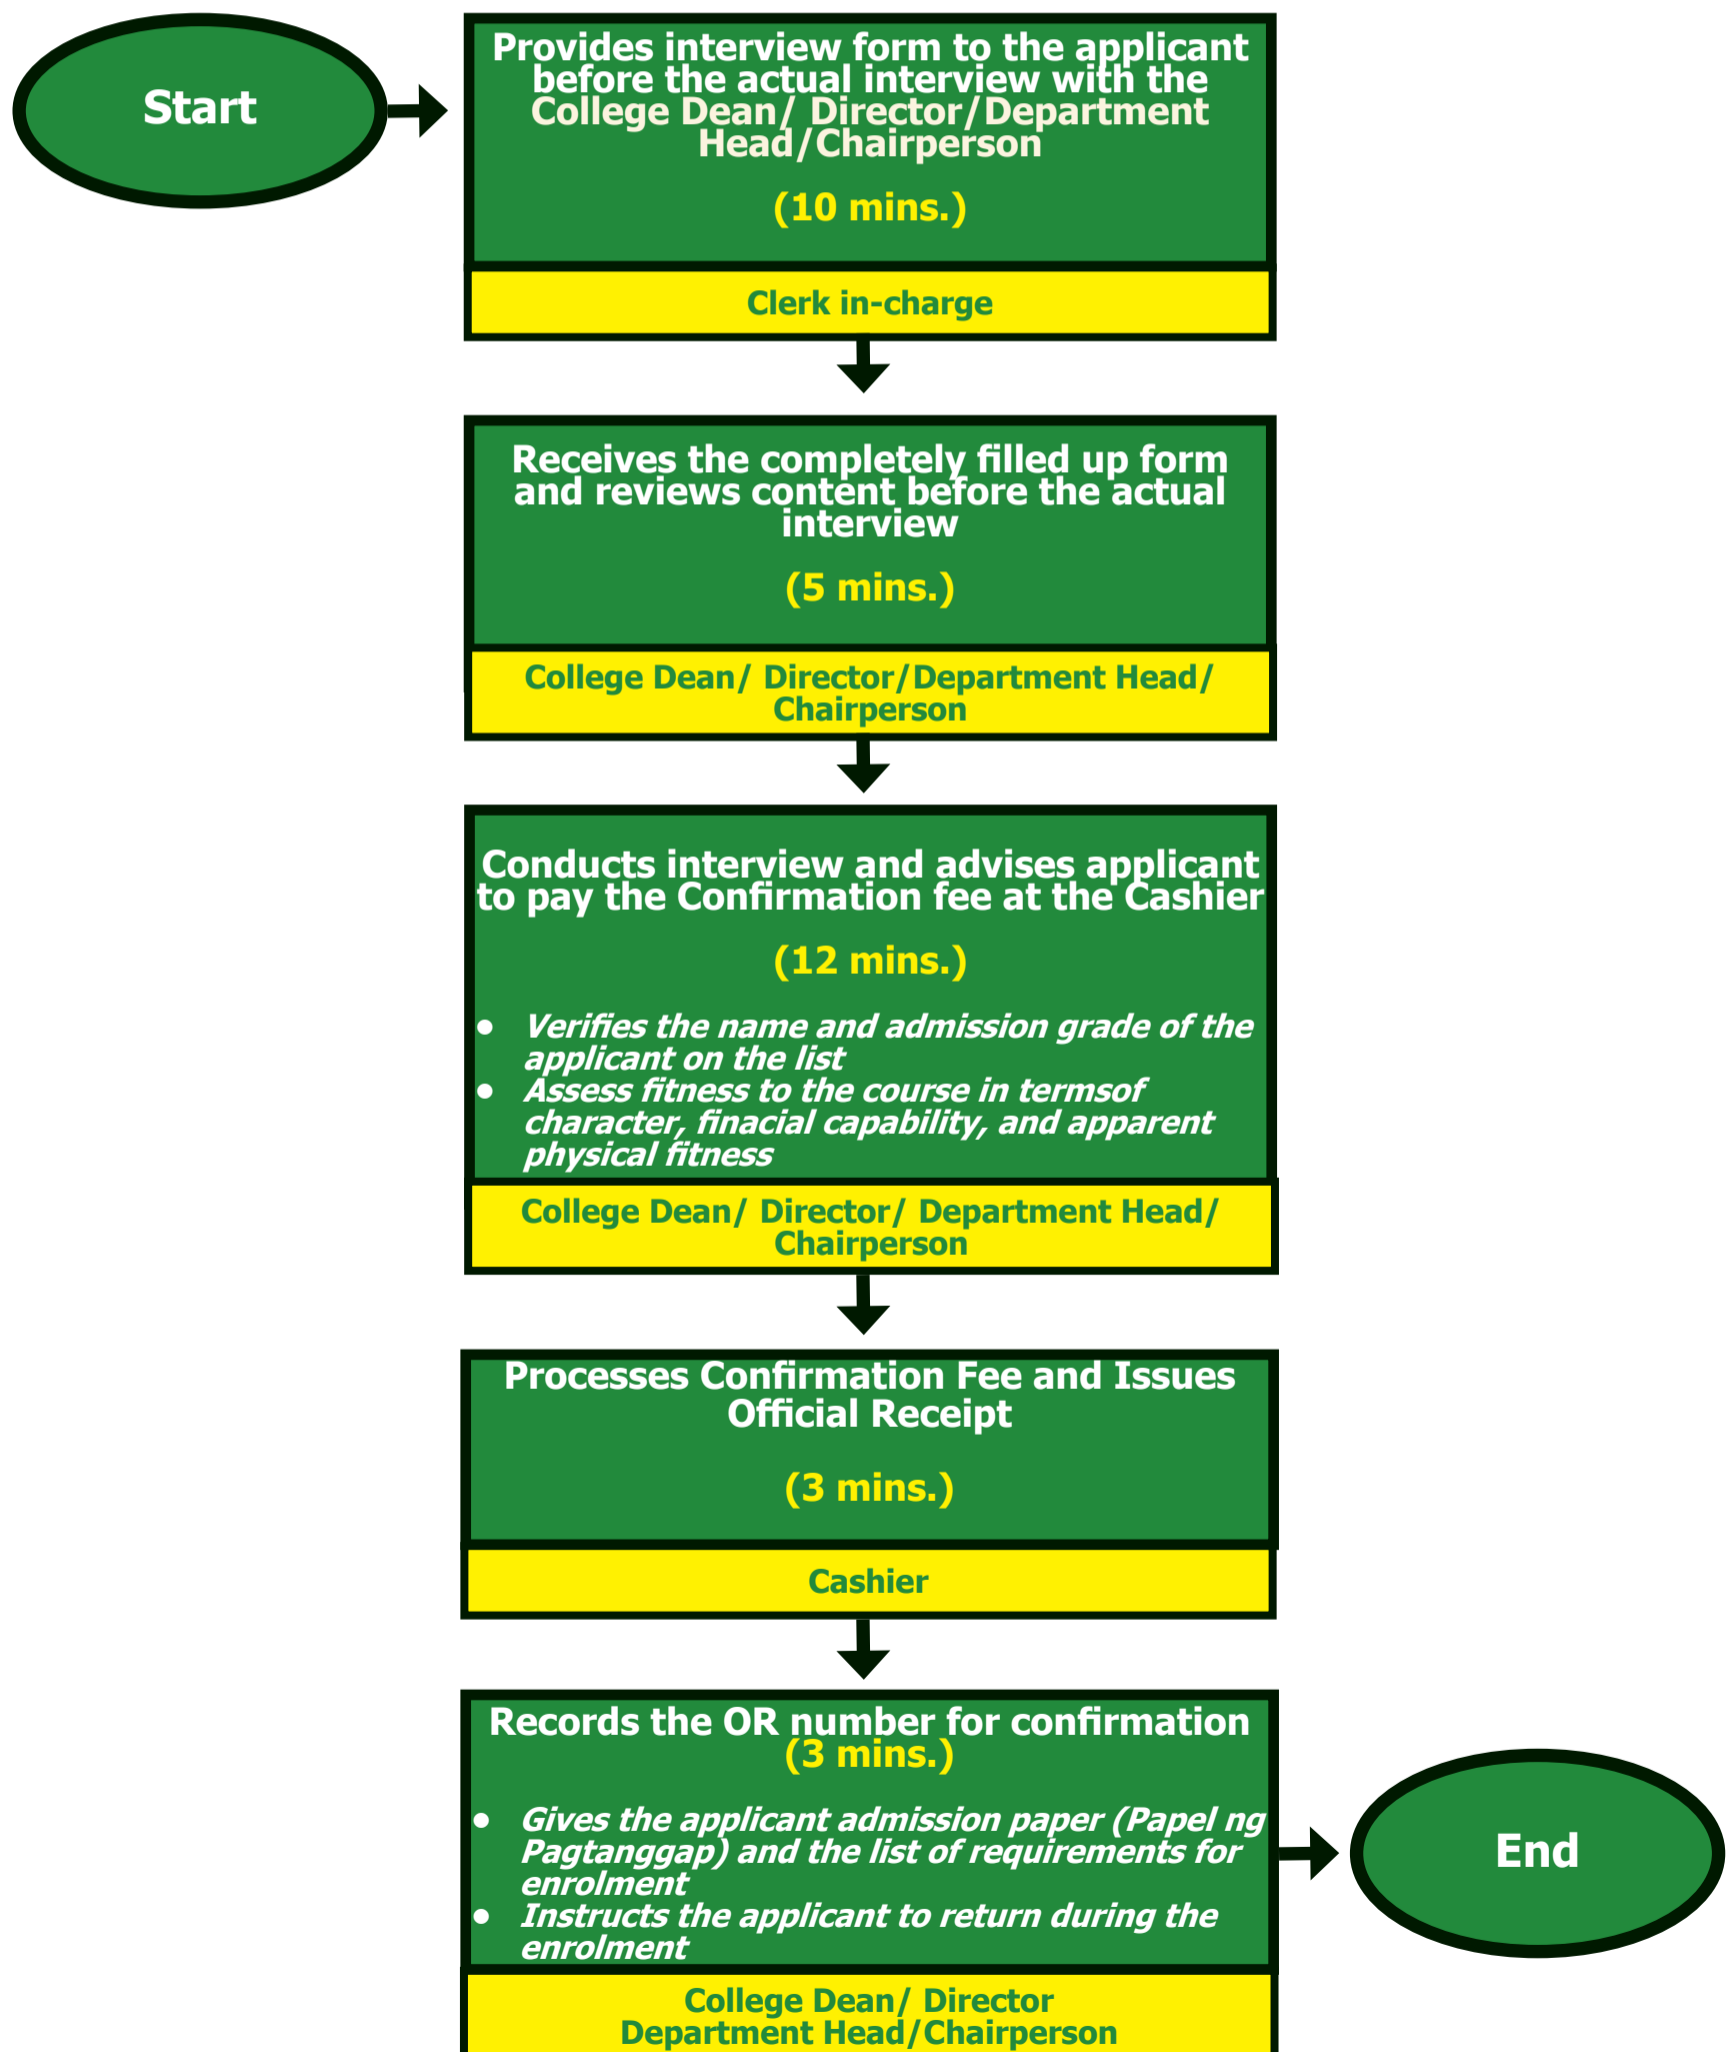 Start
Provides interview form to the applicant
before the actual interview with the
College Dean/ Director/Department
Head/Chairperson
(10 mins.)
Clerk in-charge
Receives the completely filled up form
and reviews content before the actual
interview
(5 mins.)
College Dean/ Director/Department Head/
Chairperson
Conducts interview and advises applicant
to pay the Confirmation fee at the Cashier
(12 mins.)
● Verifies the name and admission grade of the
applicant on the list
● Assess fitness to the course in termsof
character, finacial capability, and apparent
physical fitness
College Dean/ Director/ Department Head/
Chairperson
Processes Confirmation Fee and Issues
Official Receipt
(3 mins.)
Cashier
Records the OR number for confirmation
(3 mins.)
● Gives the applicant admission paper (Papel ng
Pagtanggap) and the list of requirements for
enrolment
● Instructs the applicant to return during the
enrolment
College Dean/ Director
Department Head/Chairperson
End